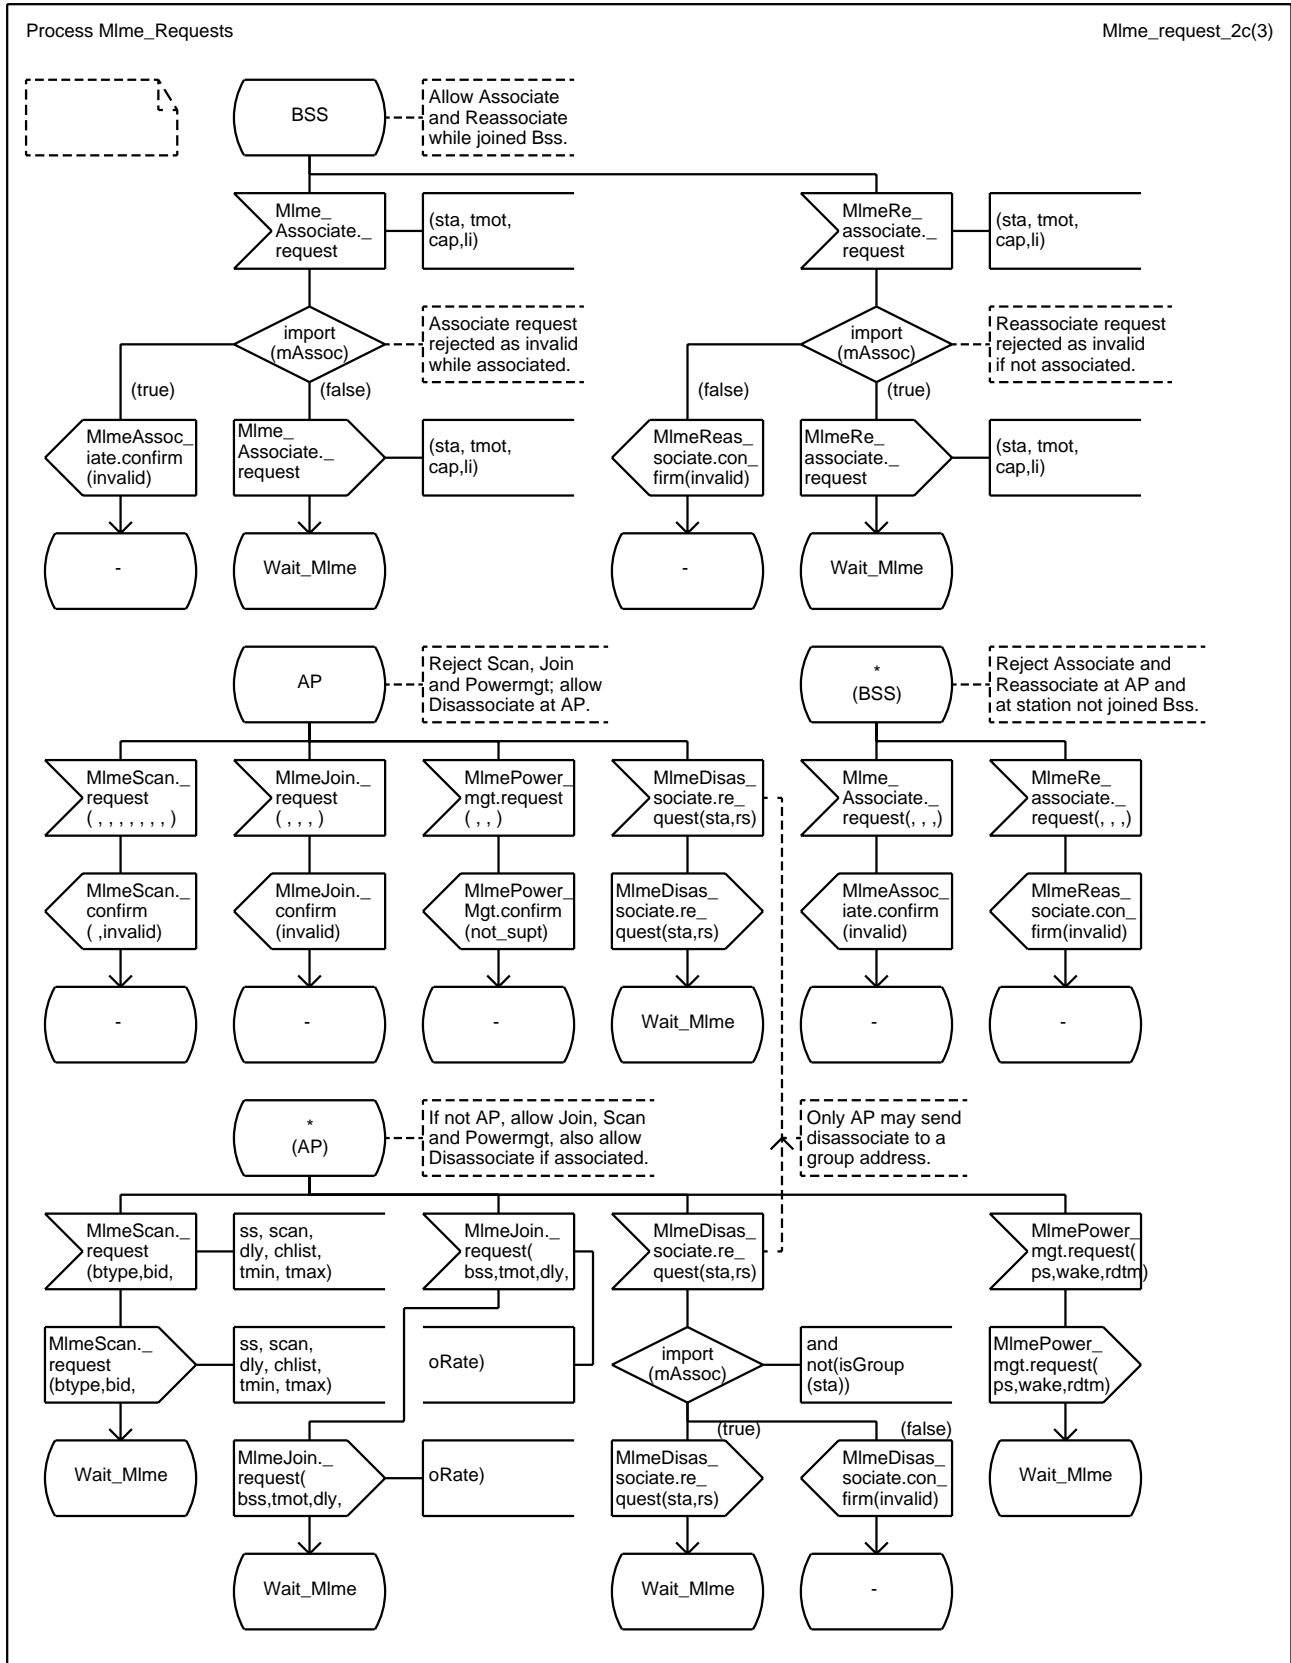 Process Mlme_Requests
Mlme_request_2c(3)
BSS
Allow Associate
and Reassociate
while joined Bss.
Mlme_
Associate._
request
(sta, tmot,
cap,li)
MlmeRe_
associate._
request
(sta, tmot,
cap,li)
import
(mAssoc)
Associate request
rejected as invalid
while associated.
import
(mAssoc)
Reassociate request
rejected as invalid
if not associated.
(true)
(false)
(false)
(true)
MlmeAssoc_
iate.confirm
(invalid)
Mlme_
Associate._
request
(sta, tmot,
cap,li)
MlmeReas_
sociate.con_
firm(invalid)
MlmeRe_
associate._
request
(sta, tmot,
cap,li)
-
Wait_Mlme
-
Wait_Mlme
AP
Reject Scan, Join
and Powermgt; allow
Disassociate at AP.
*
(BSS)
Reject Associate and
Reassociate at AP and
at station not joined Bss.
MlmeScan._
request
( , , , , , , , )
MlmeJoin._
request
( , , , )
MlmePower_
mgt.request
( , , )
MlmeDisas_
sociate.re_
quest(sta,rs)
Mlme_
Associate._
request(, , ,)
MlmeRe_
associate._
request(, , ,)
MlmeScan._
confirm
( ,invalid)
MlmeJoin._
confirm
(invalid)
MlmePower_
Mgt.confirm
(not_supt)
MlmeDisas_
sociate.re_
quest(sta,rs)
MlmeAssoc_
iate.confirm
(invalid)
MlmeReas_
sociate.con_
firm(invalid)
-
-
-
Wait_Mlme
-
-
*
(AP)
If not AP, allow Join, Scan
and Powermgt, also allow
Disassociate if associated.
Only AP may send
disassociate to a
group address.
MlmeScan._
request
(btype,bid,
ss, scan,
dly, chlist,
tmin, tmax)
MlmeJoin._
request(
bss,tmot,dly,
MlmeDisas_
sociate.re_
quest(sta,rs)
MlmePower_
mgt.request(
ps,wake,rdtm)
MlmeScan._
request
(btype,bid,
ss, scan,
dly, chlist,
tmin, tmax)
oRate)
import
(mAssoc)
and
not(isGroup
(sta))
MlmePower_
mgt.request(
ps,wake,rdtm)
(true)
(false)
Wait_Mlme
MlmeJoin._
request(
bss,tmot,dly,
oRate)
MlmeDisas_
sociate.re_
quest(sta,rs)
MlmeDisas_
sociate.con_
firm(invalid)
Wait_Mlme
Wait_Mlme
Wait_Mlme
-